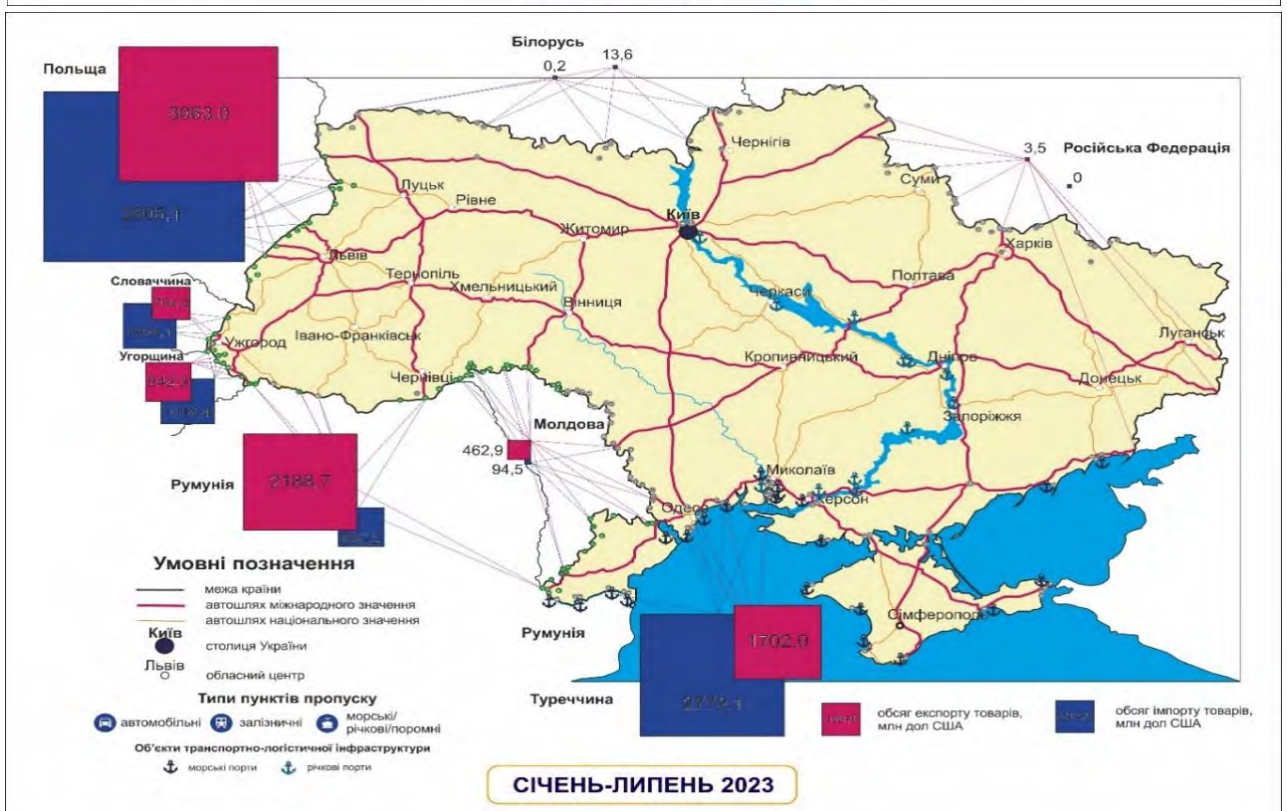 Білорусь
13,6
0,2
Польща
3063,0
3,5
Російська Федерація
0
Чернігів
Суми
Луцьк
Рівне
Київ
Житомир
Харків
Львів
Тернопіль
Хмельницький
Полтава
Словаччина
Вінниця
Черкаси
Ужгород
Івано-Франківськ
Луганськ
Угорщина
Кропивницький
Дніпро
Чернівці
Донецьк
Запоріжжя
Молдова
462,9
94,5
Румунія
2188,7
Миколаїв
Херсон
Одеса
Умовні позначення
межа країни
автошлях міжнародного значення
автошлях національного значення
Київ
столиця України
Львів
обласний центр
Сімферополь
Румунія
Типи пунктів пропуску
автомобільні
залізничні
морські/
річкові/поромні
Об'єкти транспортно-логістичної інфраструктури
морські порти
річкові порти
Туреччина
обсяг експорту товарів,
млн дол США
обсяг імпорту товарів,
млн дол США
СІЧЕНЬ-ЛИПЕНЬ 2023